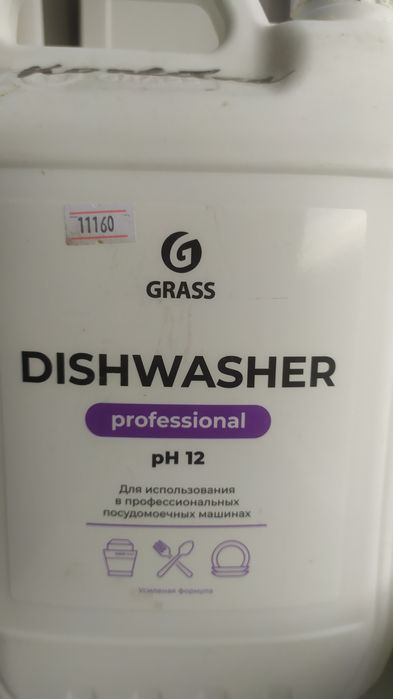 11160
G
GRASS
DISHWASHER
professional
pH 12
Для использования
в профессиональных
посудомоечных машинах
Усиленная формула